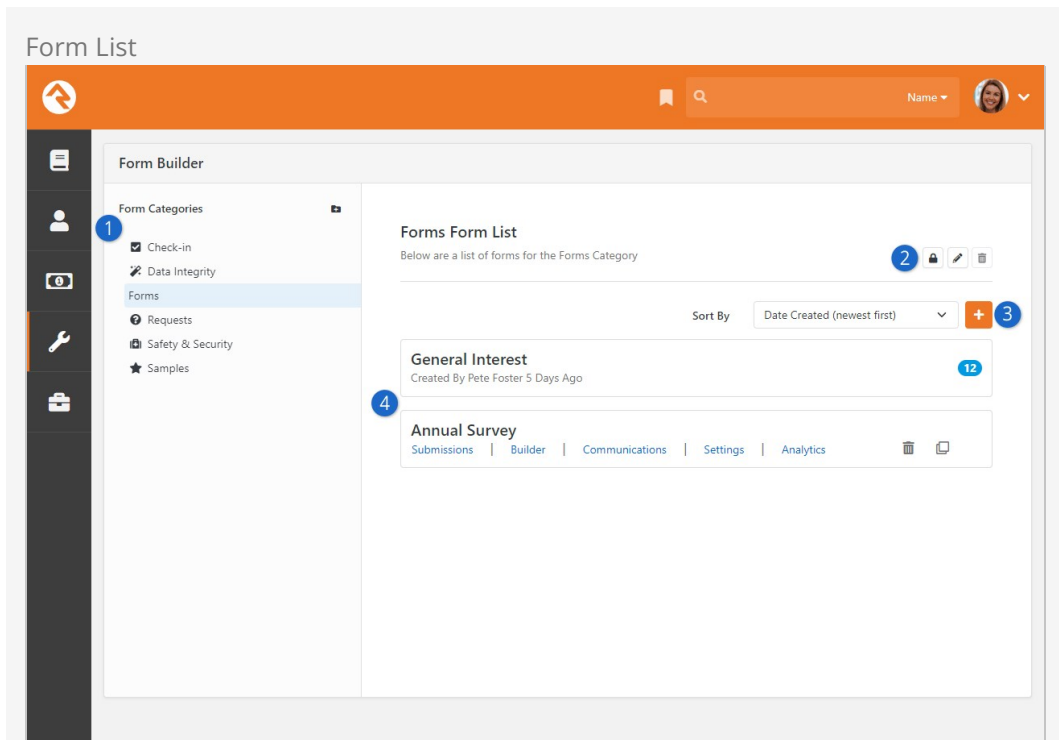 Form List
Name
Form Builder
Form Categories
1
Check-in
Data Integrity
Forms
Requests
Safety & Security
Samples
Forms Form List
Below are a list of forms for the Forms Category
2
Sort By
Date Created (newest first)
+
3
General Interest
Created By Pete Foster 5 Days Ago
12
4
Annual Survey
Submissions | Builder | Communications | Settings | Analytics